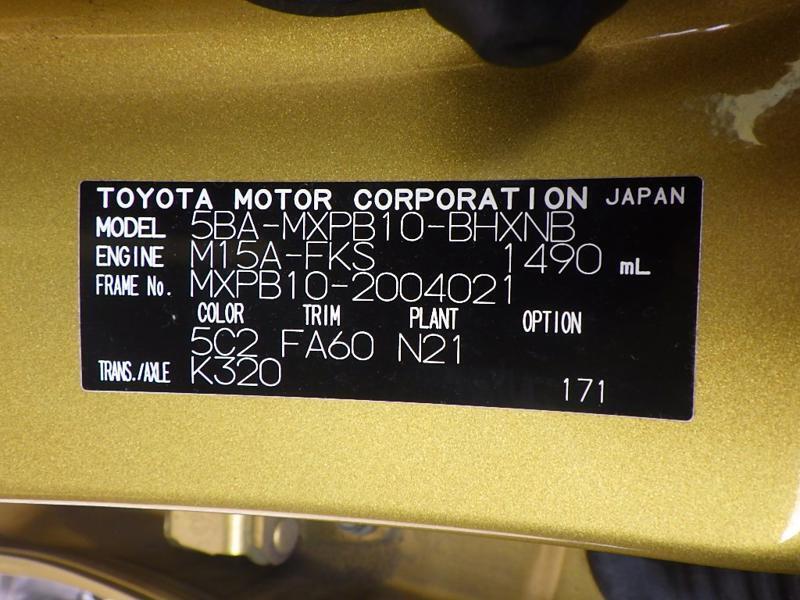 TOYOTA MOTOR CORPORATION JAPAN
MODEL 5BA-MXPB10-BHXNB
ENGINE M15A-FKS 1490 mL
FRAME No. MXPB10-2004021
COLOR TRIM PLANT OPTION
5C2 FA60 N21
TRANS./AXLE K320
171